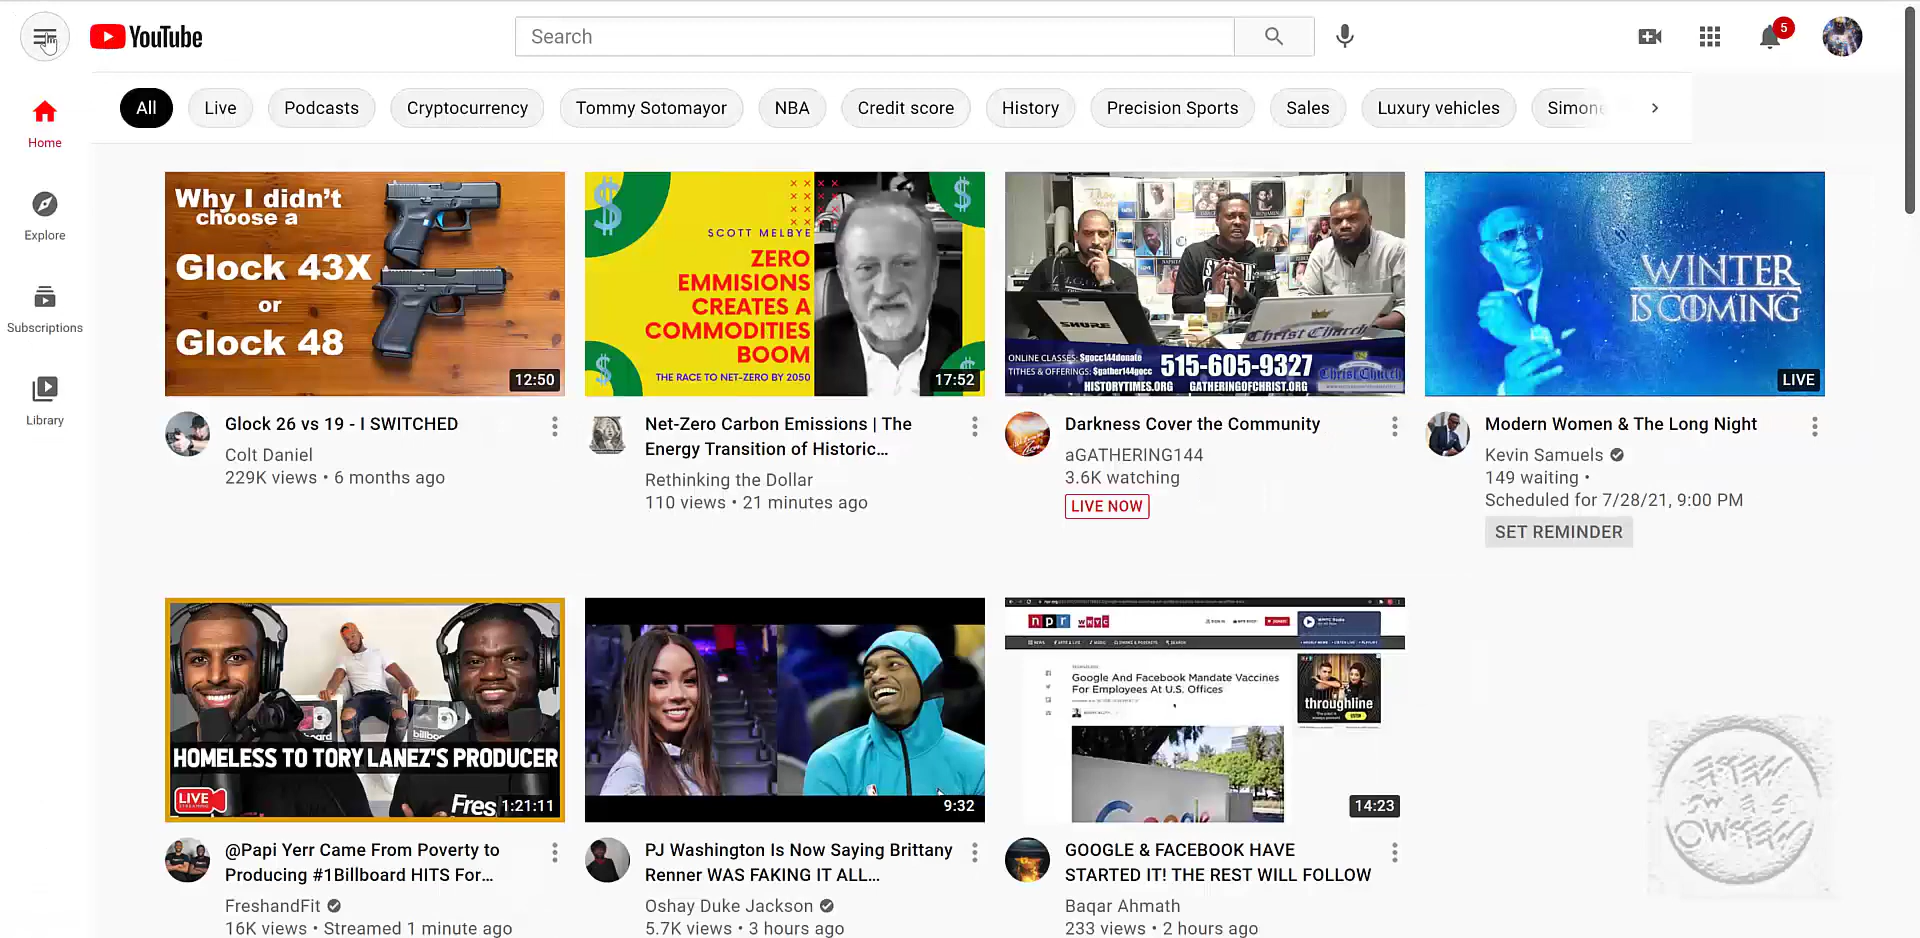 YouTube
Search
5
All
Live
Podcasts
Cryptocurrency
Tommy Sotomayor
NBA
Credit score
History
Precision Sports
Sales
Luxury vehicles
Simone
Home
Explore
Subscriptions
Library
Why I didn't
choose a
Glock 43X
or
Glock 48
12:50
Glock 26 vs 19 - I SWITCHED
Colt Daniel
229K views • 6 months ago
SCOTT MELBYE
ZERO
EMMISIONS
CREATES A
COMMODITIES
BOOM
THE RACE TO NET-ZERO BY 2050
17:52
Net-Zero Carbon Emissions | The
Energy Transition of Historic...
Rethinking the Dollar
110 views • 21 minutes ago
SHURE
Christ Church
ONLINE CLASSES: $gocc144donate
TITHES & OFFERINGS: $gather144gocc
515-605-9327
HISTORYTIMES.ORG GATHERINGOFCHRIST.ORG
Christ Church
Darkness Cover the Community
aGATHERING144
3.6K watching
LIVE NOW
WINTER
IS COMING
LIVE
Modern Women & The Long Night
Kevin Samuels
149 waiting •
Scheduled for 7/28/21, 9:00 PM
SET REMINDER
HOMELESS TO TORY LANEZ'S PRODUCER
LIVE
Fres
1:21:11
@Papi Yerr Came From Poverty to
Producing #1Billboard HITS For...
FreshandFit
16K views • Streamed 1 minute ago
9:32
PJ Washington Is Now Saying Brittany
Renner WAS FAKING IT ALL...
Oshay Duke Jackson
5.7K views • 3 hours ago
npr WNYC
Google And Facebook Mandate Vaccines
For Employees At U.S. Offices
throughline
14:23
GOOGLE & FACEBOOK HAVE
STARTED IT! THE REST WILL FOLLOW
Baqar Ahmath
233 views • 2 hours ago